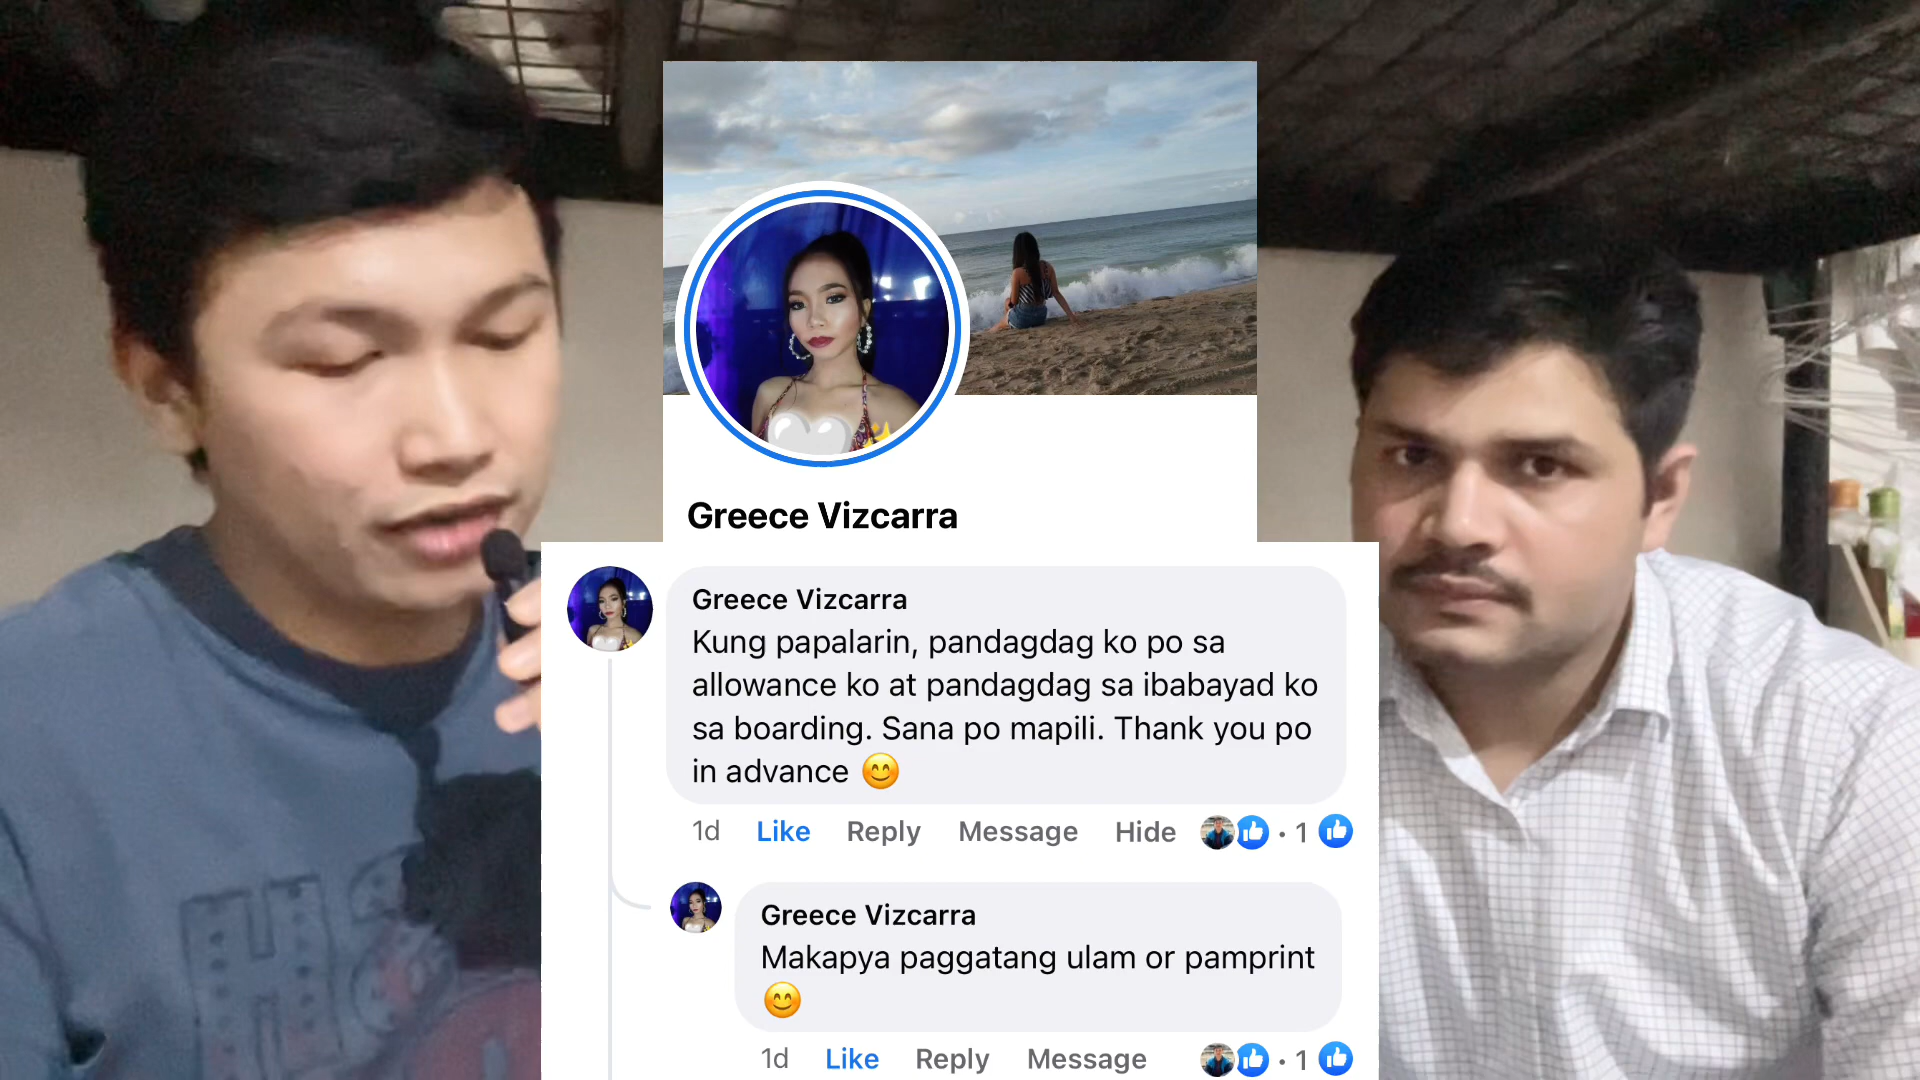 Greece Vizcarra
Greece Vizcarra
Kung papalarin, pandagdag ko po sa
allowance ko at pandagdag sa ibabayad ko
sa boarding. Sana po mapili. Thank you po
in advance 😊
1d Like Reply Message Hide · 1
Greece Vizcarra
Makapya paggatang ulam or pamprint
😊
1d Like Reply Message · 1